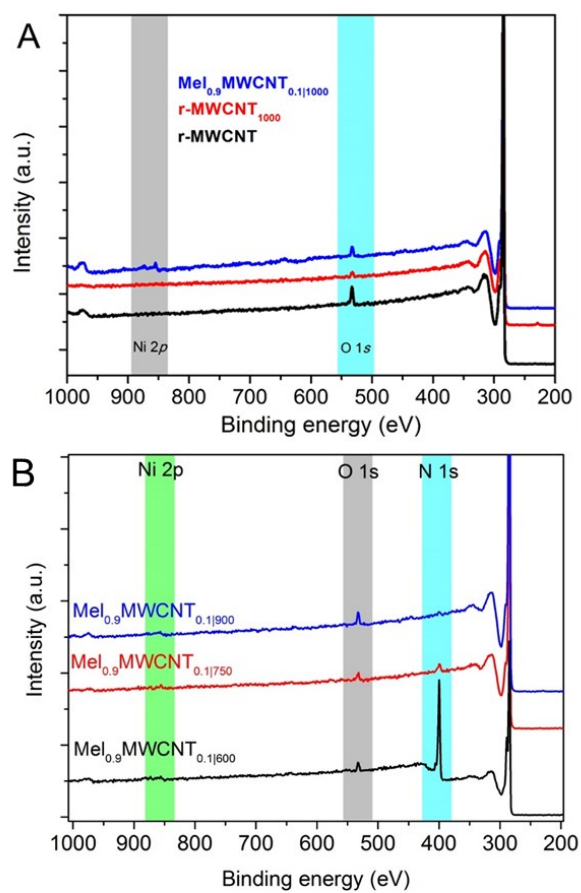 A
Mel₀.₉MWCNT₀.₁|₁₀₀₀
r-MWCNT₁₀₀₀
r-MWCNT
Intensity (a.u.)
Ni 2p
O 1s
1000 900 800 700 600 500 400 300 200
Binding energy (eV)
B
Ni 2p O 1s N 1s
Mel₀.₉MWCNT₀.₁|₉₀₀
Mel₀.₉MWCNT₀.₁|₇₅₀
Mel₀.₉MWCNT₀.₁|₆₀₀
Intensity (a.u.)
1000 900 800 700 600 500 400 300 200
Binding energy (eV)